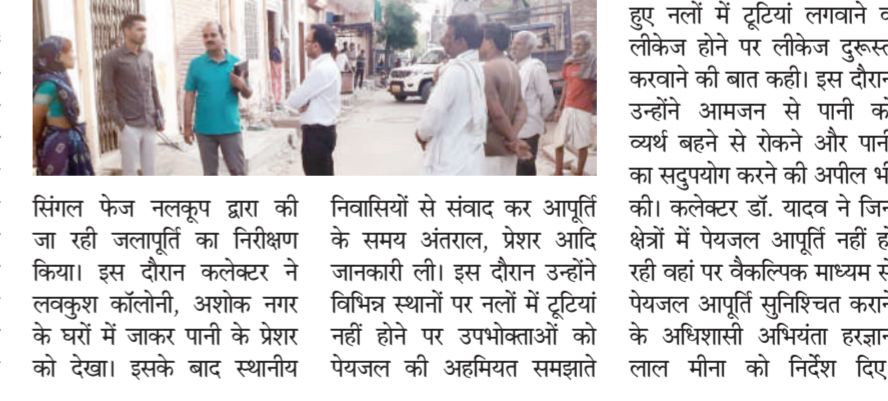 सिंगल फेज नलकूप द्वारा की
जा रही जलापूर्ति का निरीक्षण
किया। इस दौरान कलेक्टर ने
लवकुश कॉलोनी, अशोक नगर
के घरों में जाकर पानी के प्रेशर
को देखा। इसके बाद स्थानीय
निवासियों से संवाद कर आपूर्ति
के समय अंतराल, प्रेशर आदि
जानकारी ली। इस दौरान उन्होंने
विभिन्न स्थानों पर नलों में टूटियां
नहीं होने पर उपभोक्ताओं को
पेयजल की अहमियत समझाते
हुए नलों में टूटियां लगवाने
लीकेज होने पर लीकेज दुरूस्त
करवाने की बात कही। इस दौरान
उन्होंने आमजन से पानी
व्यर्थ बहने से रोकने और पानी
का सदुपयोग करने की अपील भी
की। कलेक्टर डॉ. यादव ने जिन
क्षेत्रों में पेयजल आपूर्ति नहीं
रही वहां पर वैकल्पिक माध्यम से
पेयजल आपूर्ति सुनिश्चित कराने
के अधिशासी अभियंता हरज्ञान
लाल मीना को निर्देश दिए